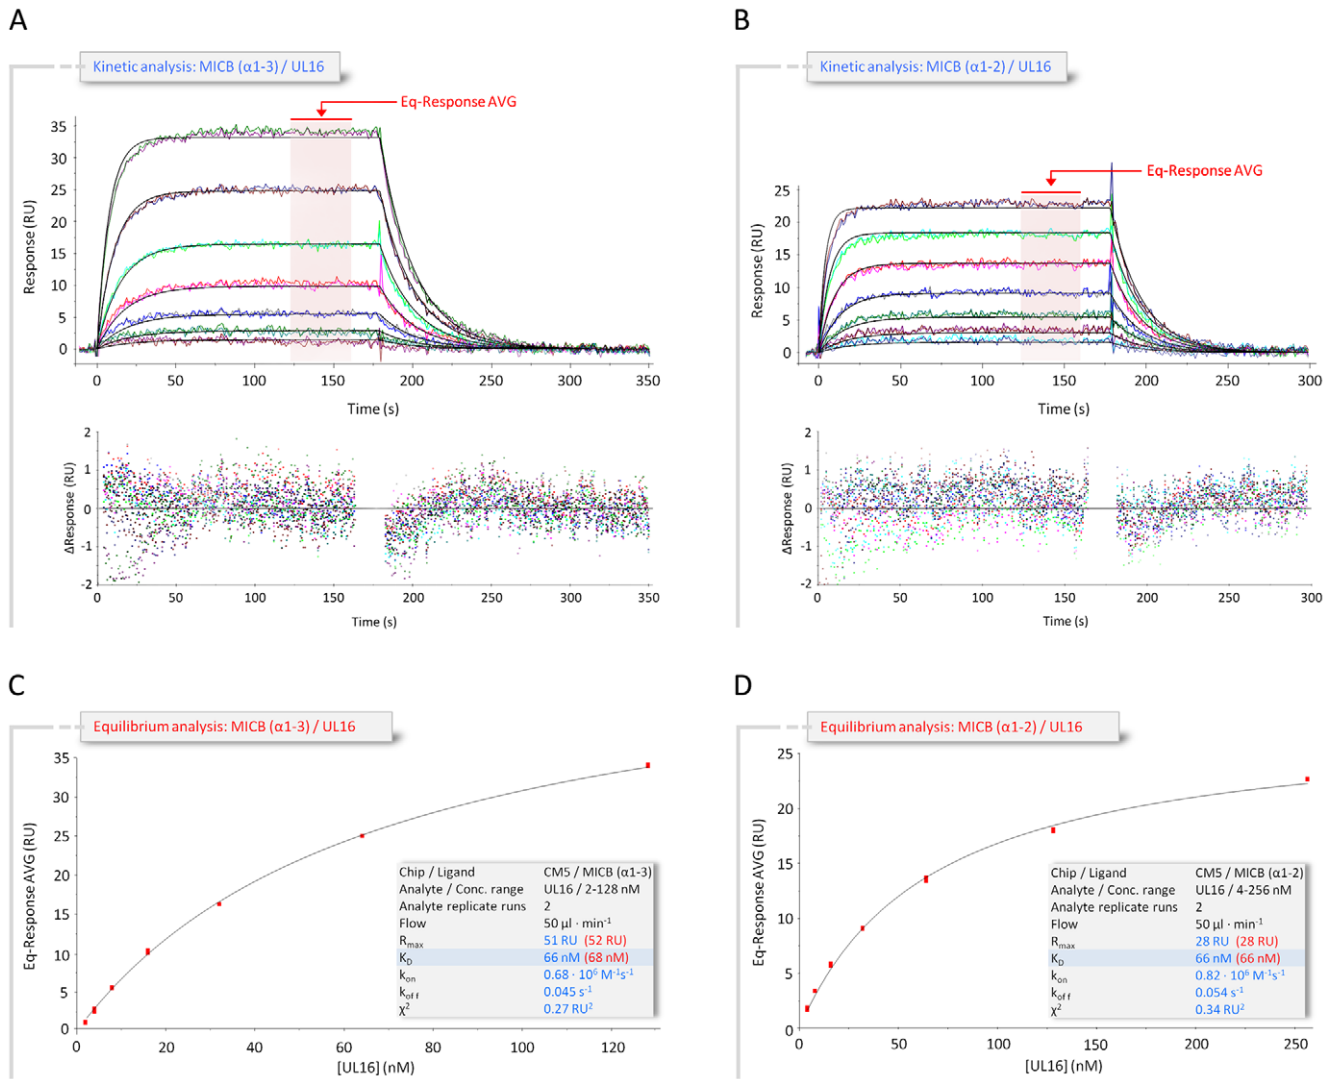 A
Kinetic analysis: MICB (α1-3) / UL16
Eq-Response AVG
35
30
25
20
15
10
5
0
Response (RU)
0 50 100 150 200 250 300 350
Time (s)
2
1
0
-1
-2
ΔResponse (RU)
0 50 100 150 200 250 300 350
Time (s)
B
Kinetic analysis: MICB (α1-2) / UL16
Eq-Response AVG
25
20
15
10
5
0
Response (RU)
0 50 100 150 200 250 300
Time (s)
2
1
0
-1
-2
ΔResponse (RU)
0 50 100 150 200 250 300
Time (s)
C
Equilibrium analysis: MICB (α1-3) / UL16
35
30
25
20
15
10
5
0
Eq-Response AVG (RU)
Chip / Ligand CM5 / MICB (α1-3)
Analyte / Conc. range UL16 / 2-128 nM
Analyte replicate runs 2
Flow 50 µl · min⁻¹
Rmax 51 RU (52 RU)
KD 66 nM (68 nM)
kon 0.68 · 10⁶ M⁻¹s⁻¹
koff 0.045 s⁻¹
χ² 0.27 RU²
0 20 40 60 80 100 120
[UL16] (nM)
D
Equilibrium analysis: MICB (α1-2) / UL16
25
20
15
10
5
0
Eq-Response AVG (RU)
Chip / Ligand CM5 / MICB (α1-2)
Analyte / Conc. range UL16 / 4-256 nM
Analyte replicate runs 2
Flow 50 µl · min⁻¹
Rmax 28 RU (28 RU)
KD 66 nM (66 nM)
kon 0.82 · 10⁶ M⁻¹s⁻¹
koff 0.054 s⁻¹
χ² 0.34 RU²
0 50 100 150 200 250
[UL16] (nM)